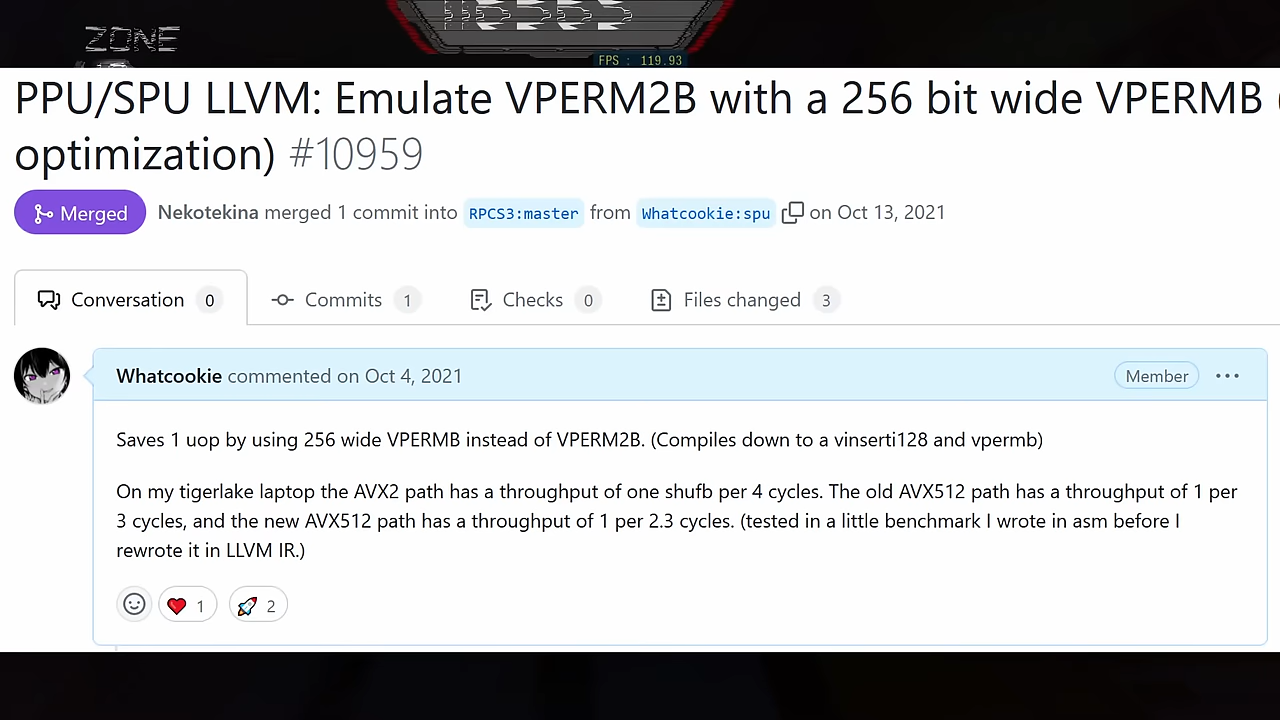 ZONE
FPS : 119.93
PPU/SPU LLVM: Emulate VPERM2B with a 256 bit wide VPERMB
optimization) #10959
Merged Nekotekina merged 1 commit into RPCS3:master from Whatcookie:spu on Oct 13, 2021
Conversation 0 Commits 1 Checks 0 Files changed 3
Whatcookie commented on Oct 4, 2021 Member ...
Saves 1 uop by using 256 wide VPERMB instead of VPERM2B. (Compiles down to a vinserti128 and vpermb)
On my tigerlake laptop the AVX2 path has a throughput of one shufb per 4 cycles. The old AVX512 path has a throughput of 1 per
3 cycles, and the new AVX512 path has a throughput of 1 per 2.3 cycles. (tested in a little benchmark I wrote in asm before I
rewrote it in LLVM IR.)
1 2